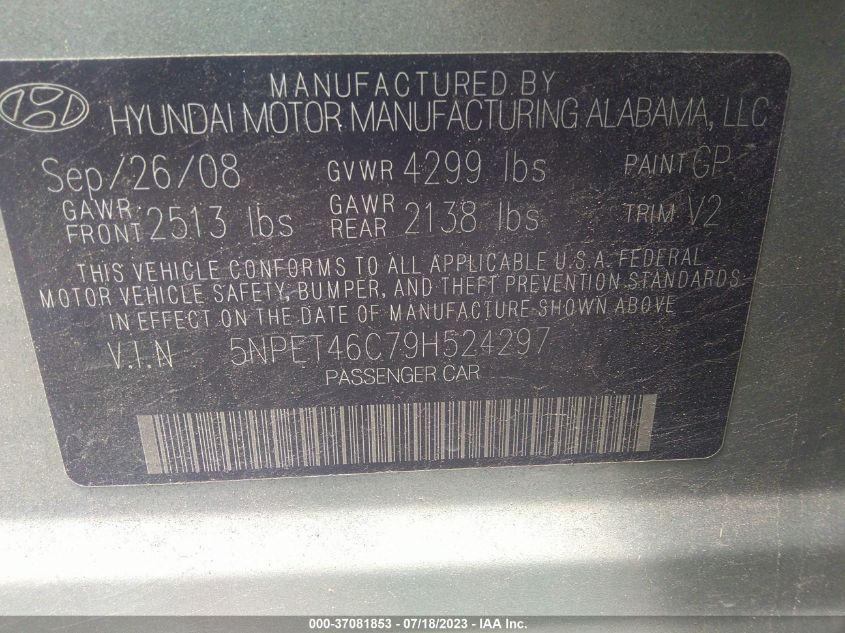 MANUFACTURED BY
HYUNDAI MOTOR MANUFACTURING ALABAMA, LLC
Sep/26/08 GVWR 4299 lbs PAINT GP
GAWR FRONT 2513 lbs GAWR REAR 2138 lbs TRIM V2
THIS VEHICLE CONFORMS TO ALL APPLICABLE U.S.A. FEDERAL
MOTOR VEHICLE SAFETY, BUMPER, AND THEFT PREVENTION STANDARDS
IN EFFECT ON THE DATE OF MANUFACTURE SHOWN ABOVE
V.I.N 5NPET46C79H524297
PASSENGER CAR
000-37081853 - 07/18/2023 - IAA Inc.